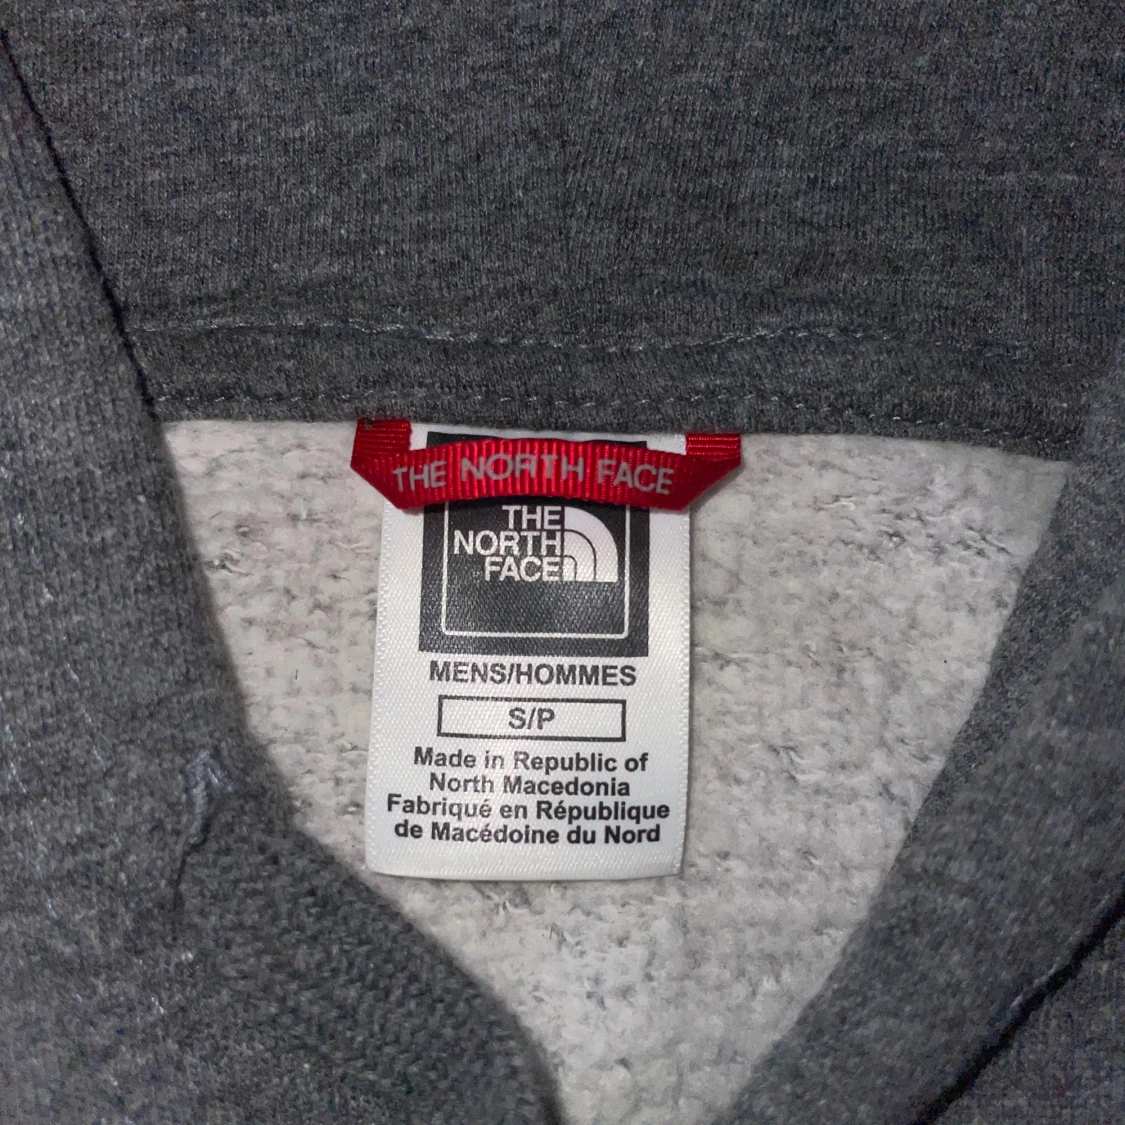 THE NORTH FACE
THE
NORTH
FACE
MENS/HOMMES
S/P
Made in Republic of
North Macedonia
Fabriqué en République
de Macédoine du Nord